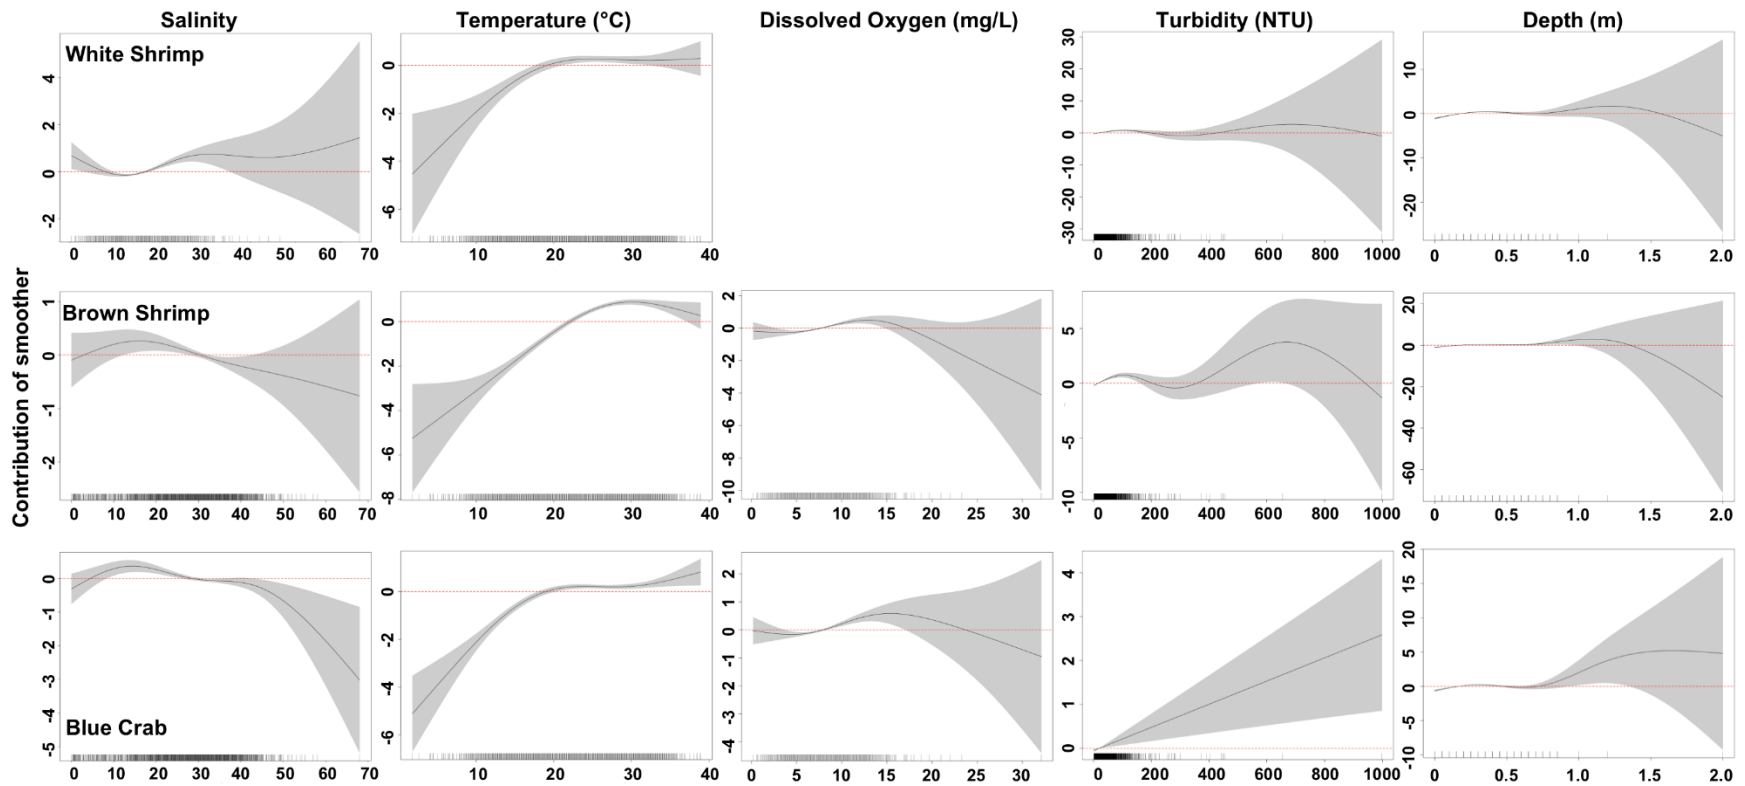 Salinity Temperature (°C) Dissolved Oxygen (mg/L) Turbidity (NTU) Depth (m)
Contribution of smoother
White Shrimp
4 2 0 -2
0 -2 -4 -6
30 20 10 0 -10 -20 -30
10 0 -10 -20
0 10 20 30 40 50 60 70 10 20 30 40 0 200 400 600 800 1000 0 0.5 1.0 1.5 2.0
Brown Shrimp
1 0 -1 -2
0 -2 -4 -6 -8
2 0 -2 -4 -6 -8 -10
5 0 -5 -10
20 0 -20 -40 -60
0 10 20 30 40 50 60 70 10 20 30 40 0 5 10 15 20 25 30 0 200 400 600 800 1000 0 0.5 1.0 1.5 2.0
Blue Crab
0 -1 -2 -3 -4 -5
0 -2 -4 -6
2 1 0 -1 -2 -3 -4
4 3 2 1 0
20 15 10 5 0 -5 -10
0 10 20 30 40 50 60 70 10 20 30 40 0 5 10 15 20 25 30 0 200 400 600 800 1000 0 0.5 1.0 1.5 2.0